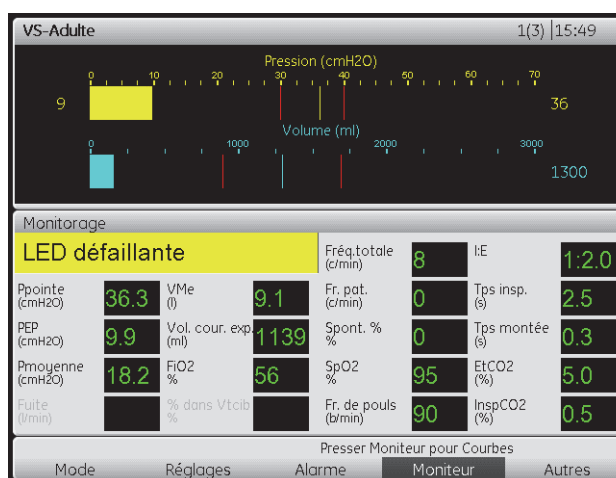 VS-Adulte 1(3) |15:49
Pression (cmH2O)
0 10 20 30 40 50 60 70
9 36
Volume (ml)
0 1000 2000 3000
1300
Monitorage
LED défaillante
Fréq.totale (c/min) 8 I:E 1:2.0
Ppointe (cmH2O) 36.3 VMe (l) 9.1 Fr. pat. (c/min) 0 Tps insp. (s) 2.5
PEP (cmH2O) 9.9 Vol. cour. exp. (ml) 1139 Spont. % % 0 Tps montée (s) 0.3
Pmoyenne (cmH2O) 18.2 FiO2 % 56 SpO2 % 95 EtCO2 (%) 5.0
Fuite (l/min) % dans Vtcib % Fr. de pouls (b/min) 90 InspCO2 (%) 0.5
Presser Moniteur pour Courbes
Mode Réglages Alarme Moniteur Autres